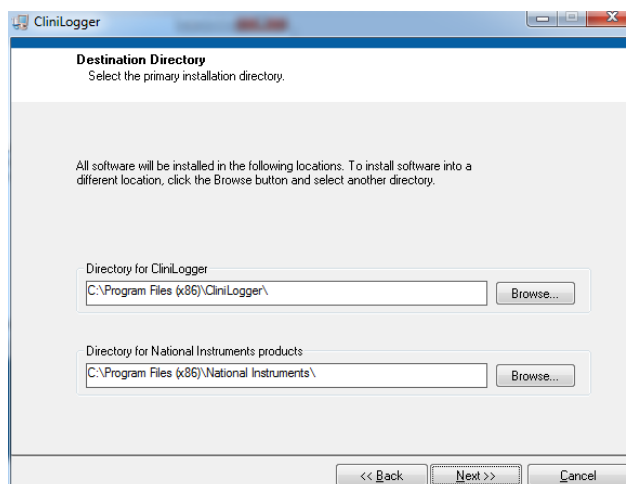 CliniLogger
Destination Directory
Select the primary installation directory.
All software will be installed in the following locations. To install software into a
different location, click the Browse button and select another directory.
Directory for CliniLogger
C:\Program Files (x86)\CliniLogger\
Browse...
Directory for National Instruments products
C:\Program Files (x86)\National Instruments\
Browse...
<< Back
Next >>
Cancel